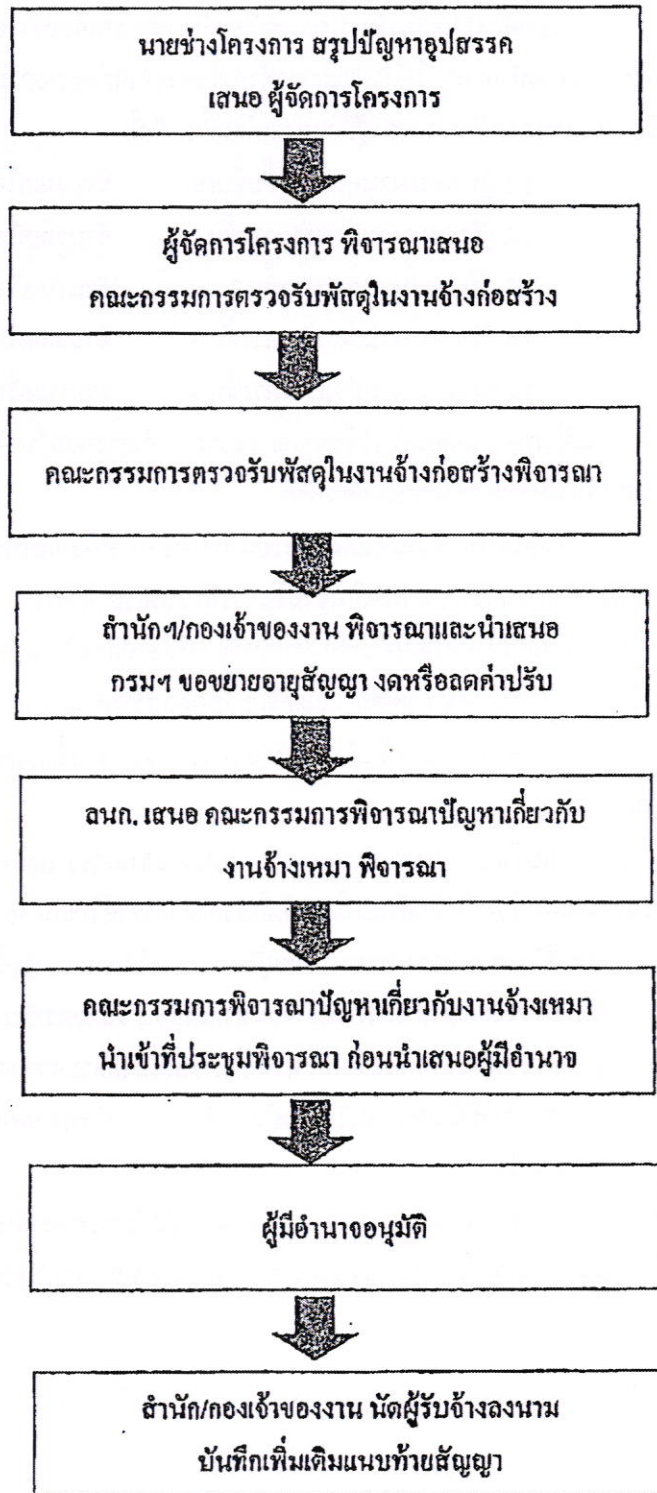 นายช่างโครงการ สรุปปัญหาอุปสรรค
เสนอ ผู้จัดการโครงการ
ผู้จัดการโครงการ พิจารณาเสนอ
คณะกรรมการตรวจรับพัสดุในงานจ้างก่อสร้าง
คณะกรรมการตรวจรับพัสดุในงานจ้างก่อสร้างพิจารณา
สำนักฯ/กองเจ้าของงาน พิจารณาและนำเสนอ
กรมฯ ขอขยายอายุสัญญา งดหรือลดค่าปรับ
ลนก. เสนอ คณะกรรมการพิจารณาปัญหาเกี่ยวกับ
งานจ้างเหมา พิจารณา
คณะกรรมการพิจารณาปัญหาเกี่ยวกับงานจ้างเหมา
นำเข้าที่ประชุมพิจารณา ก่อนนำเสนอผู้มีอำนาจ
ผู้มีอำนาจอนุมัติ
สำนัก/กองเจ้าของงาน นัดผู้รับจ้างลงนาม
บันทึกเพิ่มเติมแนบท้ายสัญญา